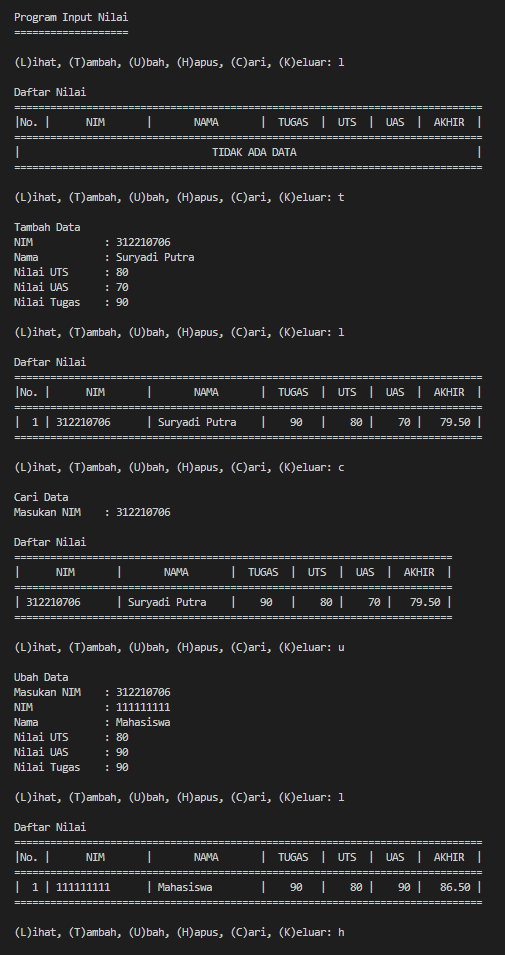 Program Input Nilai
===================
(L)ihat, (T)ambah, (U)bah, (H)apus, (C)ari, (K)eluar: l
Daftar Nilai
==============================================================================
|No. |      NIM       |       NAMA       |  TUGAS  |  UTS  |  UAS  |  AKHIR  |
==============================================================================
|                                TIDAK ADA DATA                              |
==============================================================================
(L)ihat, (T)ambah, (U)bah, (H)apus, (C)ari, (K)eluar: t
Tambah Data
NIM            : 312210706
Nama           : Suryadi Putra
Nilai UTS      : 80
Nilai UAS      : 70
Nilai Tugas    : 90
(L)ihat, (T)ambah, (U)bah, (H)apus, (C)ari, (K)eluar: l
Daftar Nilai
==============================================================================
|No. |      NIM       |       NAMA       |  TUGAS  |  UTS  |  UAS  |  AKHIR  |
==============================================================================
|  1 | 312210706      | Suryadi Putra    |    90   |    80 |    70 |   79.50 |
==============================================================================
(L)ihat, (T)ambah, (U)bah, (H)apus, (C)ari, (K)eluar: c
Cari Data
Masukan NIM    : 312210706
Daftar Nilai
=========================================================================
|      NIM       |       NAMA       |  TUGAS  |  UTS  |  UAS  |  AKHIR  |
=========================================================================
| 312210706      | Suryadi Putra    |    90   |    80 |    70 |   79.50 |
=========================================================================
(L)ihat, (T)ambah, (U)bah, (H)apus, (C)ari, (K)eluar: u
Ubah Data
Masukan NIM    : 312210706
NIM            : 111111111
Nama           : Mahasiswa
Nilai UTS      : 80
Nilai UAS      : 90
Nilai Tugas    : 90
(L)ihat, (T)ambah, (U)bah, (H)apus, (C)ari, (K)eluar: l
Daftar Nilai
==============================================================================
|No. |      NIM       |       NAMA       |  TUGAS  |  UTS  |  UAS  |  AKHIR  |
==============================================================================
|  1 | 111111111      | Mahasiswa        |    90   |    80 |    90 |   86.50 |
==============================================================================
(L)ihat, (T)ambah, (U)bah, (H)apus, (C)ari, (K)eluar: h